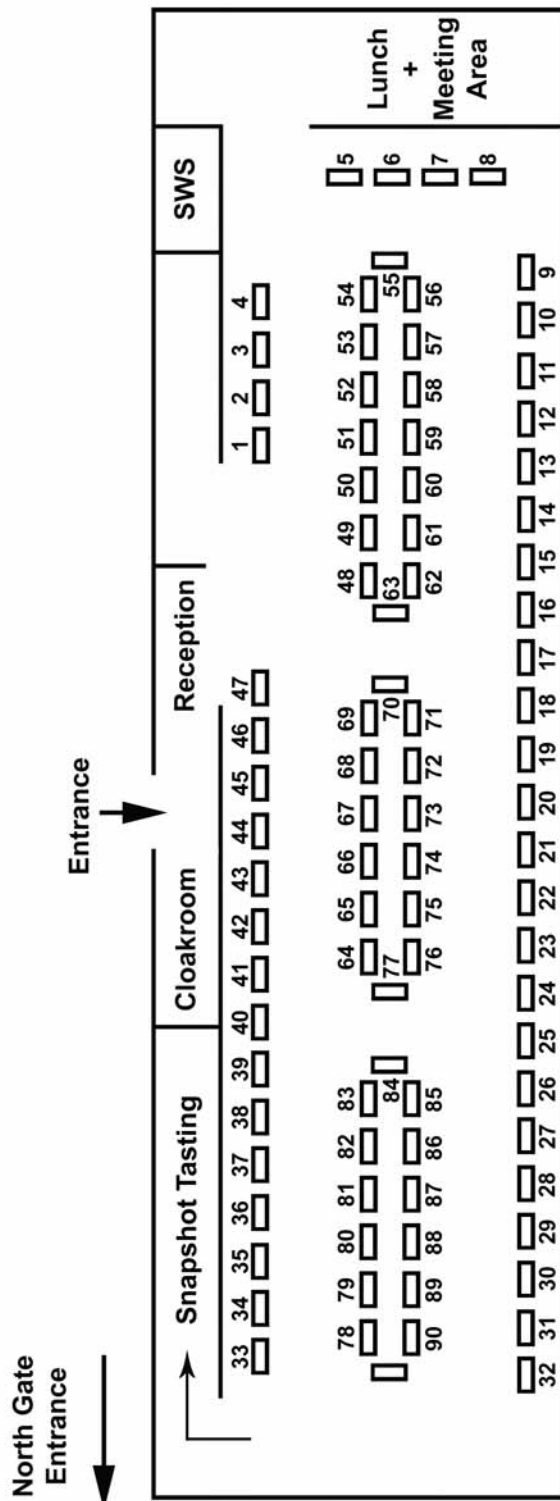 North Gate
Entrance
Entrance
Snapshot Tasting
Cloakroom
Reception
SWS
Lunch
+
Meeting
Area
33 34 35 36 37 38 39 40 41 42 43 44 45 46 47
1 2 3 4
5
6
7
8
78 79 80 81 82 83
84
90 89 88 87 86 85
64 65 66 67 68 69
77 70
76 75 74 73 72 71
48 49 50 51 52 53 54
63 55
62 61 60 59 58 57 56
32 31 30 29 28 27 26 25 24 23 22 21 20 19 18 17 16 15 14 13 12 11 10 9